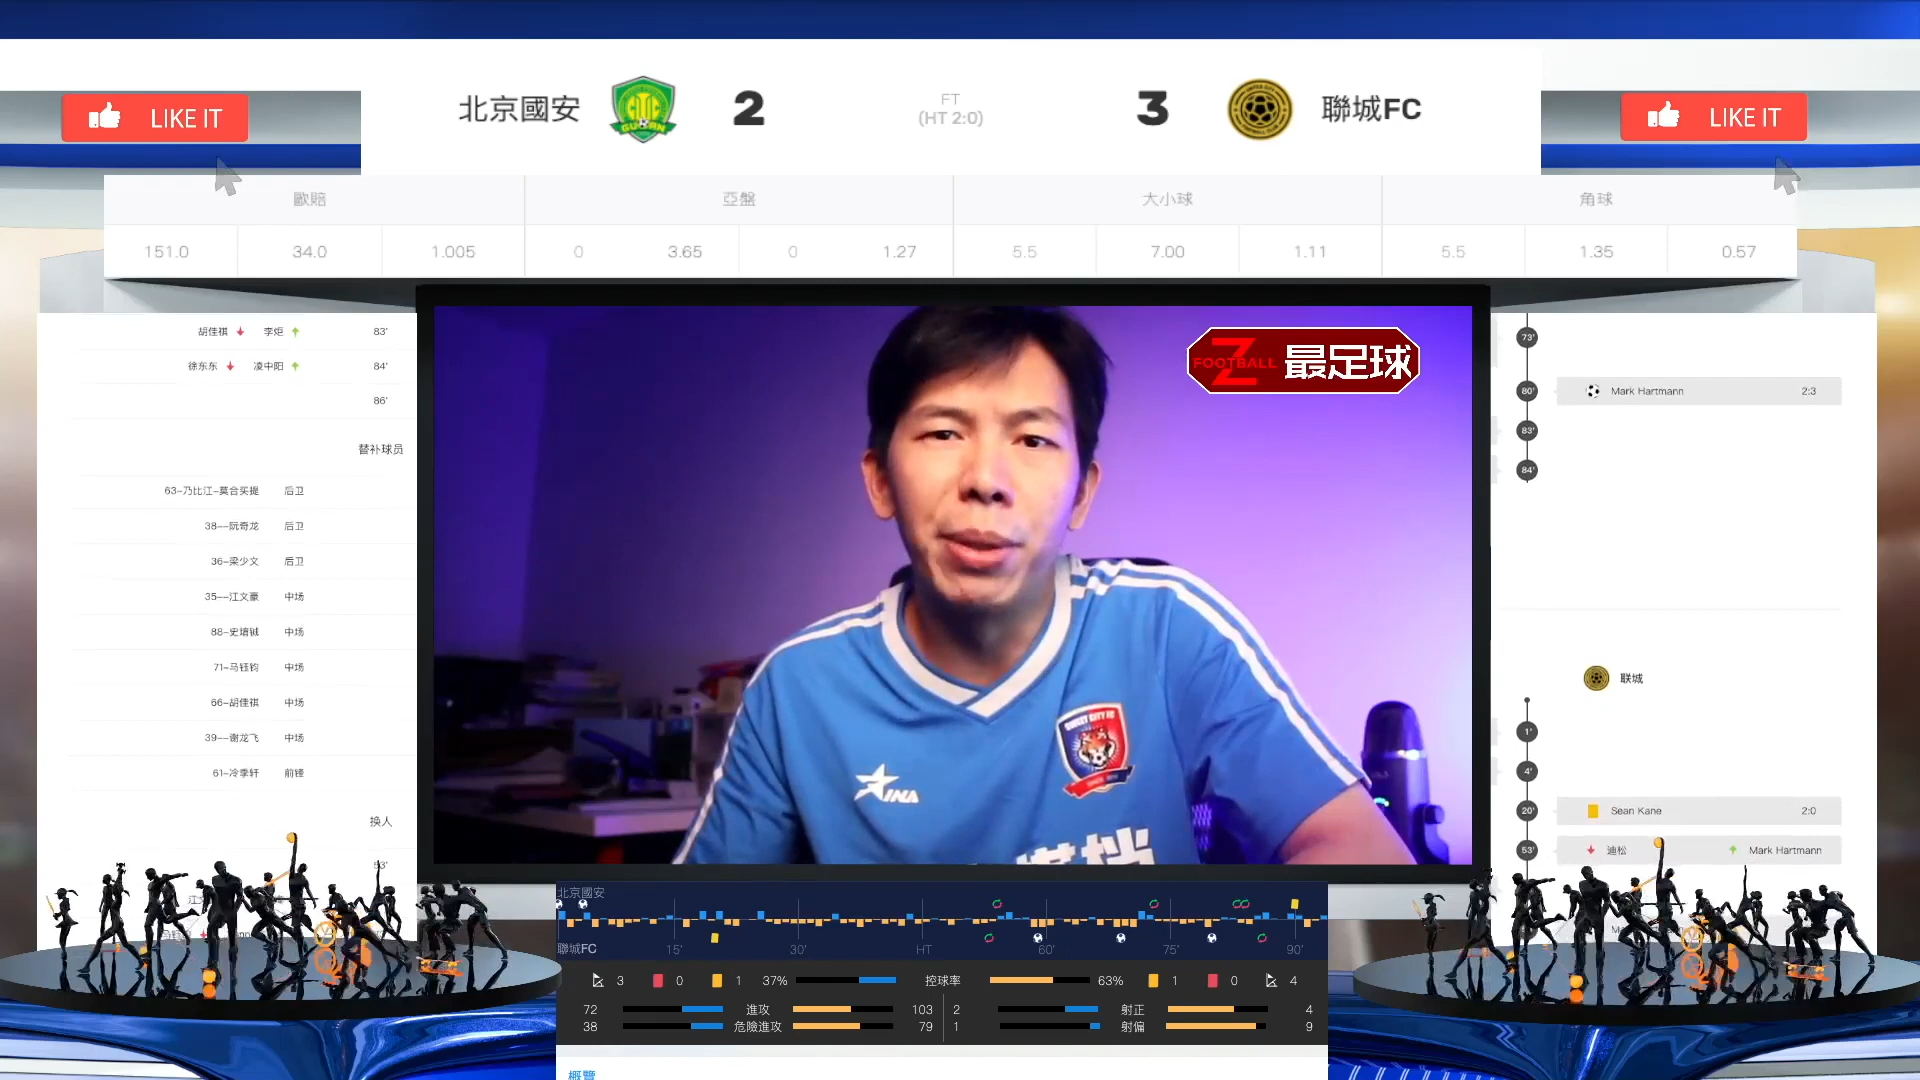 北京國安
2
FT
(HT 2:0)
3
聯城FC
LIKE IT
LIKE IT
歐賠
亞盤
大小球
角球
151.0 34.0 1.005 0 3.65 0 1.27 5.5 7.00 1.11 5.5 1.35 0.57
胡佳祺 李炬 83'
徐东东 凌中阳 84'
86'
替补球员
63-乃比江-莫合买提 后卫
38--阮奇龙 后卫
36-梁少文 后卫
35--江文豪 中场
88-史堉铖 中场
71-马钰钧 中场
66-胡佳祺 中场
39--谢龙飞 中场
61-冷季轩 前锋
换人
53'
FOOTBALL
最足球
SWEET CITY FC
AINA
73'
80' Mark Hartmann 2:3
83'
84'
联城
1'
4'
20' Sean Kane 2:0
53' 迪松 Mark Hartmann
北京國安
聯城FC 15' 30' HT 60' 75' 90'
3 0 1 37% 控球率 63% 1 0 4
72 進攻 103 2 射正 4
38 危險進攻 79 1 射偏 9
概覽